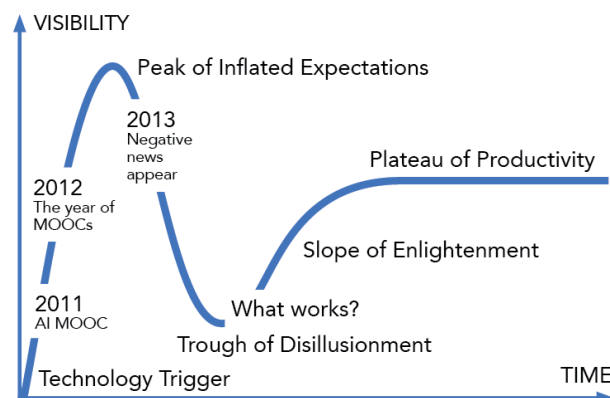 VISIBILITY
Peak of Inflated Expectations
2013
Negative
news
appear
Plateau of Productivity
2012
The year of
MOOCs
Slope of Enlightenment
2011
AI MOOC
What works?
Trough of Disillusionment
Technology Trigger
TIME